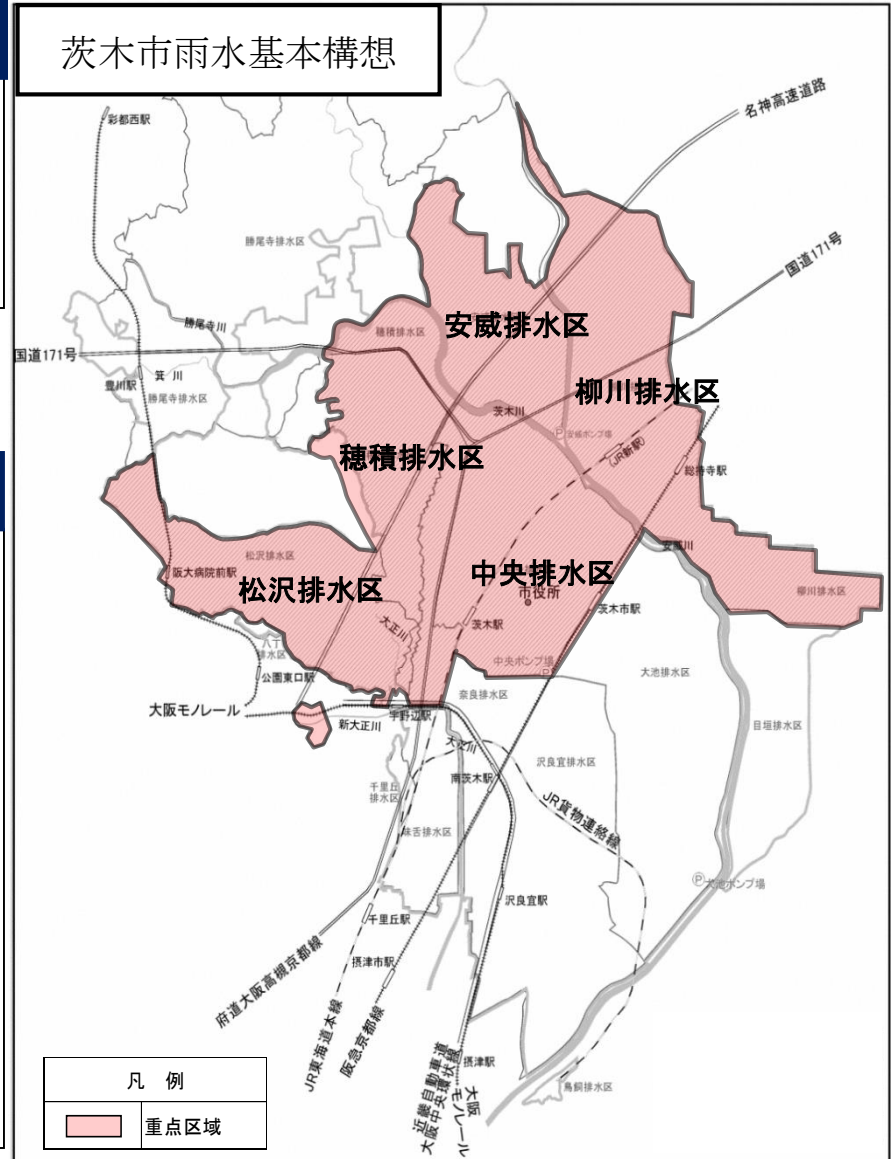 茨木市雨水基本構想
彩都西駅
名神高速道路
勝尾寺排水区
国道171号
勝尾寺川
穂積排水区
安威排水区
国道171号
豊川駅
箕川
勝尾寺排水区
柳川排水区
茨木川
P 安威ポンプ場
(JR新駅)
穂積排水区
総持寺駅
安威川
松沢排水区
阪大病院前駅
中央排水区
松沢排水区
市役所
柳川排水区
茨木市駅
大正川
茨木駅
排水区
中央ポンプ場
大池排水区
公園東口駅
奈良排水区
大阪モノレール
宇野辺駅
新大正川
目垣排水区
大正川
沢良宜排水区
南茨木駅
千里丘
排水区
JR貨物連絡線
味舌排水区
P 大池ポンプ場
沢良宜駅
千里丘駅
摂津市駅
府道大阪高槻京都線
JR東海道本線
阪急京都線
近畿自動車道
大阪中央環状線
摂津駅
大阪
モノレール
鳥飼排水区
凡例
重点区域